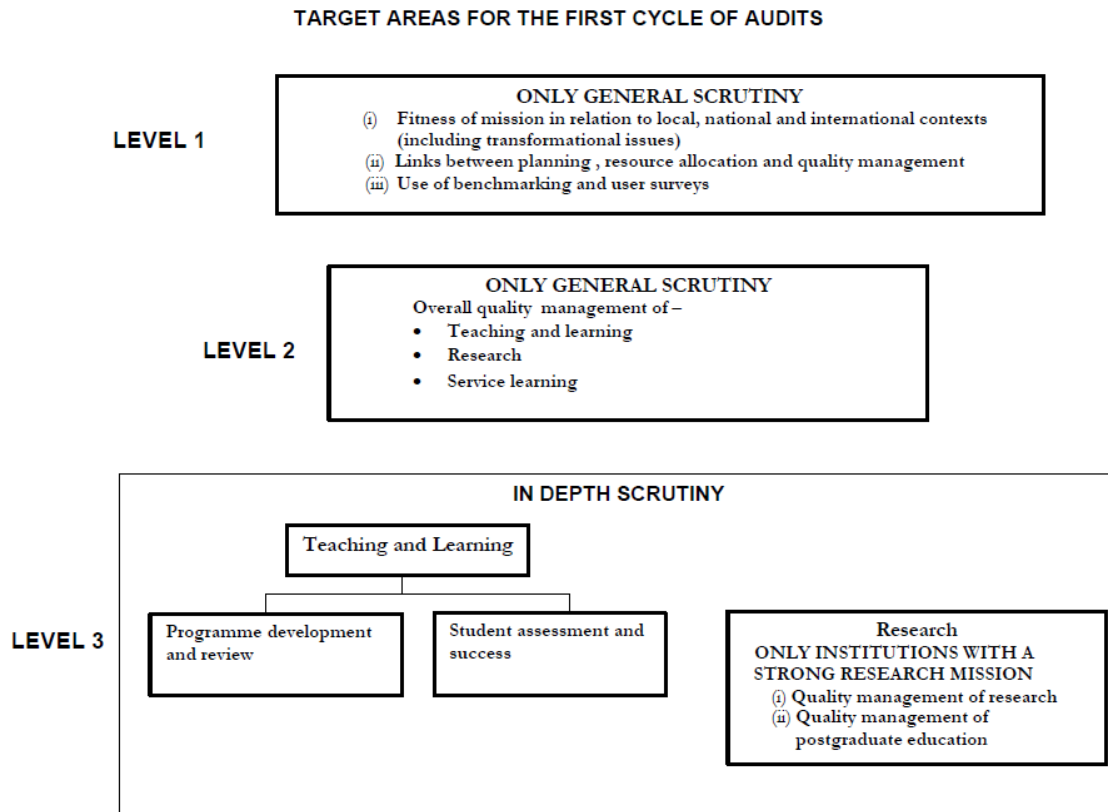 TARGET AREAS FOR THE FIRST CYCLE OF AUDITS
LEVEL 1
ONLY GENERAL SCRUTINY
(i) Fitness of mission in relation to local, national and international contexts
(including transformational issues)
(ii) Links between planning , resource allocation and quality management
(iii) Use of benchmarking and user surveys
LEVEL 2
ONLY GENERAL SCRUTINY
Overall quality management of –
• Teaching and learning
• Research
• Service learning
LEVEL 3
IN DEPTH SCRUTINY
Teaching and Learning
Programme development
and review
Student assessment and
success
Research
ONLY INSTITUTIONS WITH A
STRONG RESEARCH MISSION
(i) Quality management of research
(ii) Quality management of
postgraduate education